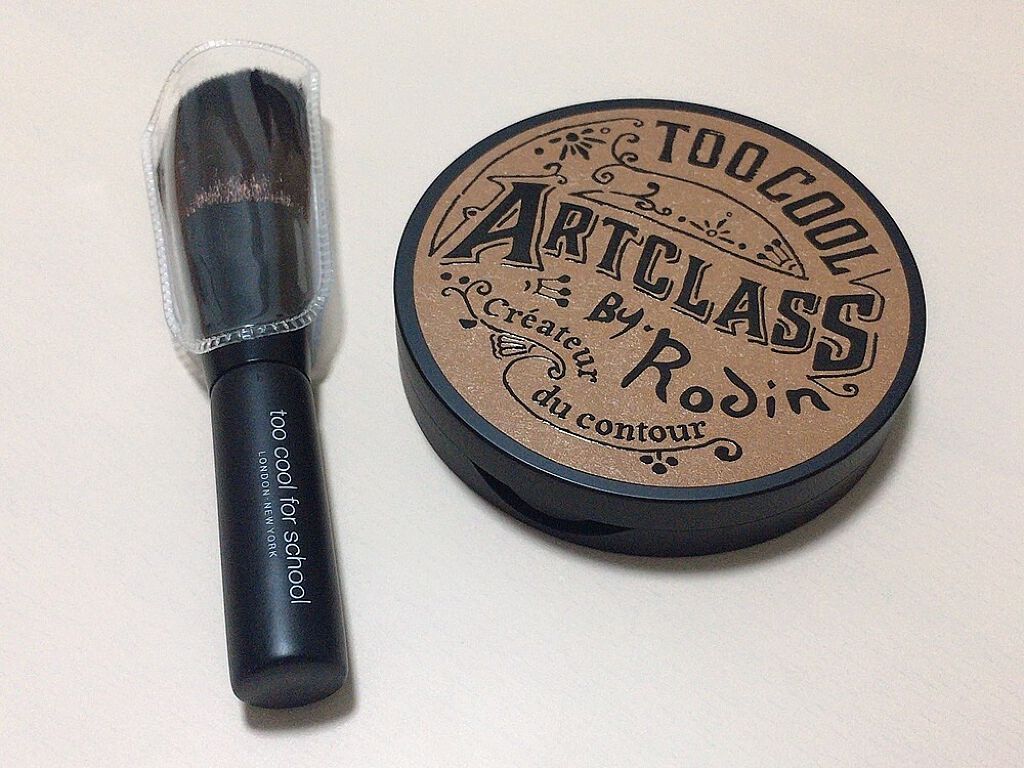 too cool for school
LONDON · NEW YORK
TOO COOL
ARTCLASS
BY · Rodin
Créateur
du contour